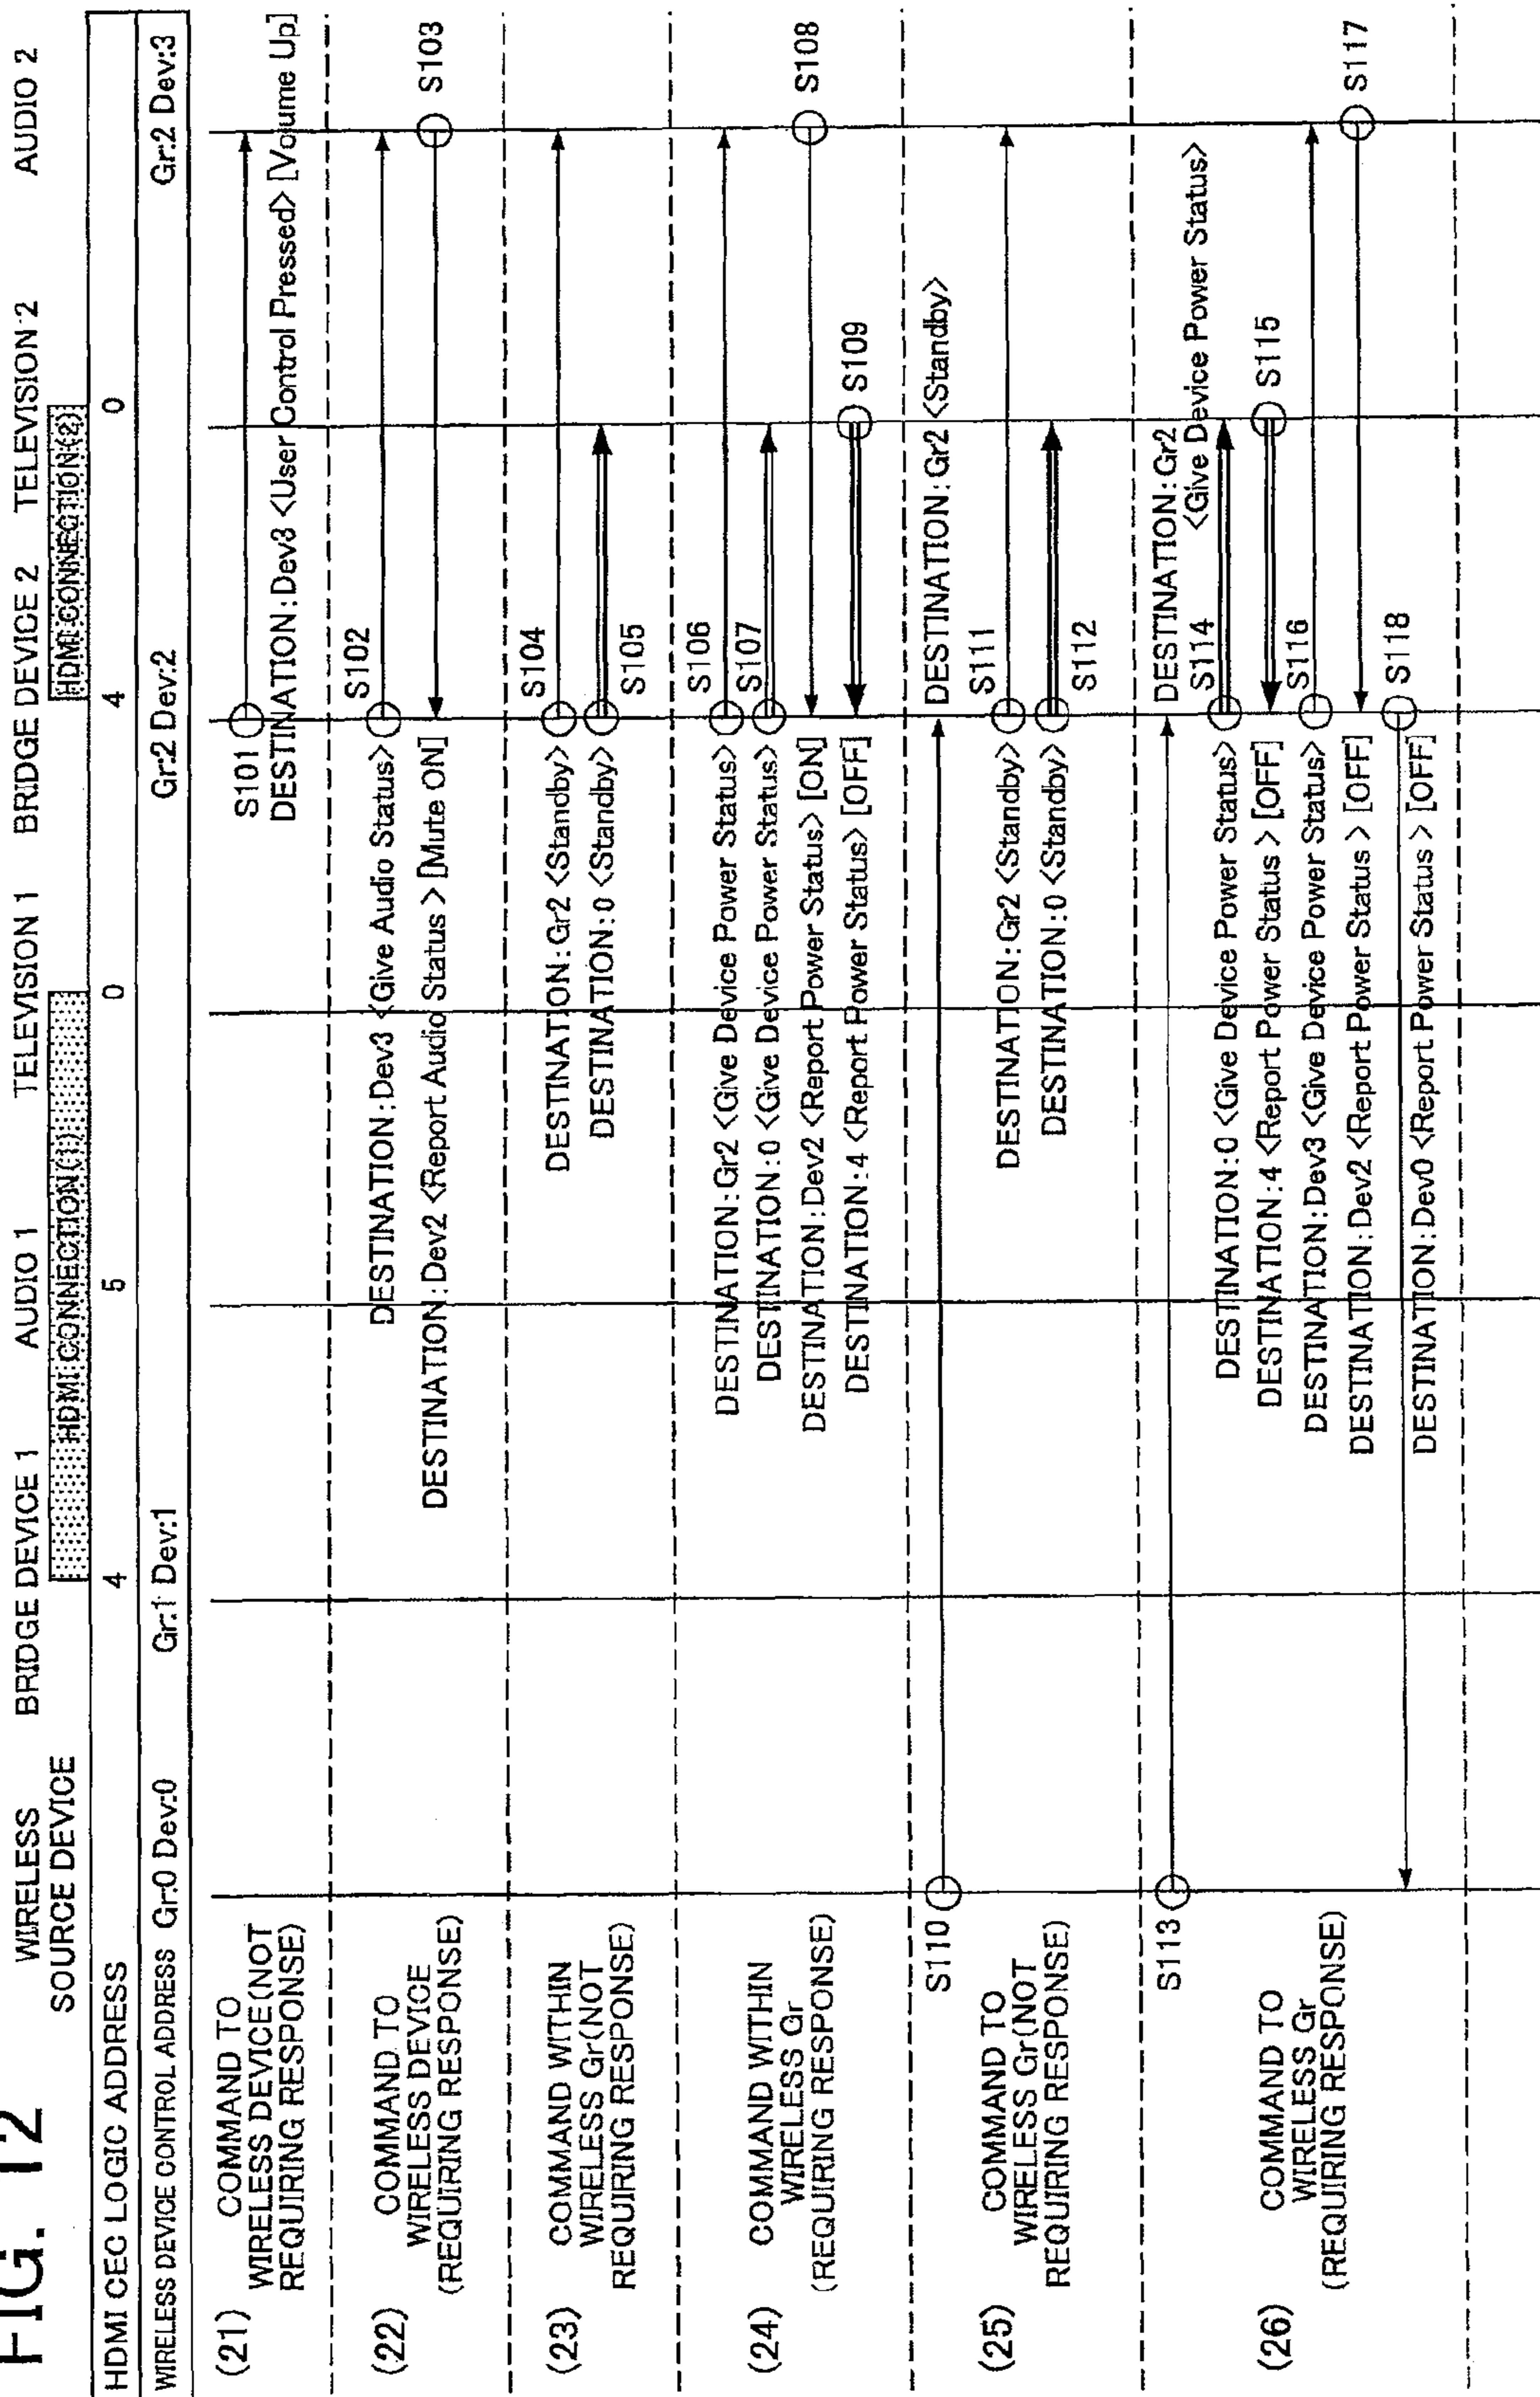 FIG. 12
WIRELESS
SOURCE DEVICE
BRIDGE DEVICE 1
AUDIO 1
TELEVISION 1
BRIDGE DEVICE 2
TELEVISION 2
AUDIO 2
HDMI CONNECTION(1)
HDMI CONNECTION(2)
HDMI CEC LOGIC ADDRESS
4
5
0
4
0
WIRELESS DEVICE CONTROL ADDRESS
Gr:0 Dev:0
Gr:1 Dev:1
Gr:2 Dev:2
Gr:2 Dev:3
(21)
COMMAND TO
WIRELESS DEVICE(NOT
REQUIRING RESPONSE)
S101
DESTINATION:Dev3 <User Control Pressed> [Voume Up]
(22)
COMMAND TO
WIRELESS DEVICE
(REQUIRING RESPONSE)
DESTINATION:Dev3 <Give Audio Status>
S102
DESTINATION:Dev2 <Report Audio Status > [Mute ON]
S103
(23)
COMMAND WITHIN
WIRELESS Gr(NOT
REQUIRING RESPONSE)
DESTINATION:Gr2 <Standby>
S104
DESTINATION:0 <Standby>
S105
(24)
COMMAND WITHIN
WIRELESS Gr
(REQUIRING RESPONSE)
DESTINATION:Gr2 <Give Device Power Status>
S106
DESTINATION:0 <Give Device Power Status>
S107
DESTINATION:Dev2 <Report Power Status> [ON]
S108
DESTINATION:4 <Report Power Status> [OFF]
S109
(25)
COMMAND TO
WIRELESS Gr(NOT
REQUIRING RESPONSE)
S110
DESTINATION:Gr2 <Standby>
DESTINATION:Gr2 <Standby>
S111
DESTINATION:0 <Standby>
S112
(26)
COMMAND TO
WIRELESS Gr
(REQUIRING RESPONSE)
S113
DESTINATION:Gr2
<Give Device Power Status>
DESTINATION:0 <Give Device Power Status>
S114
DESTINATION:4 <Report Power Status > [OFF]
S115
DESTINATION:Dev3 <Give Device Power Status>
S116
DESTINATION:Dev2 <Report Power Status > [OFF]
S117
DESTINATION:Dev0 <Report Power Status > [OFF]
S118